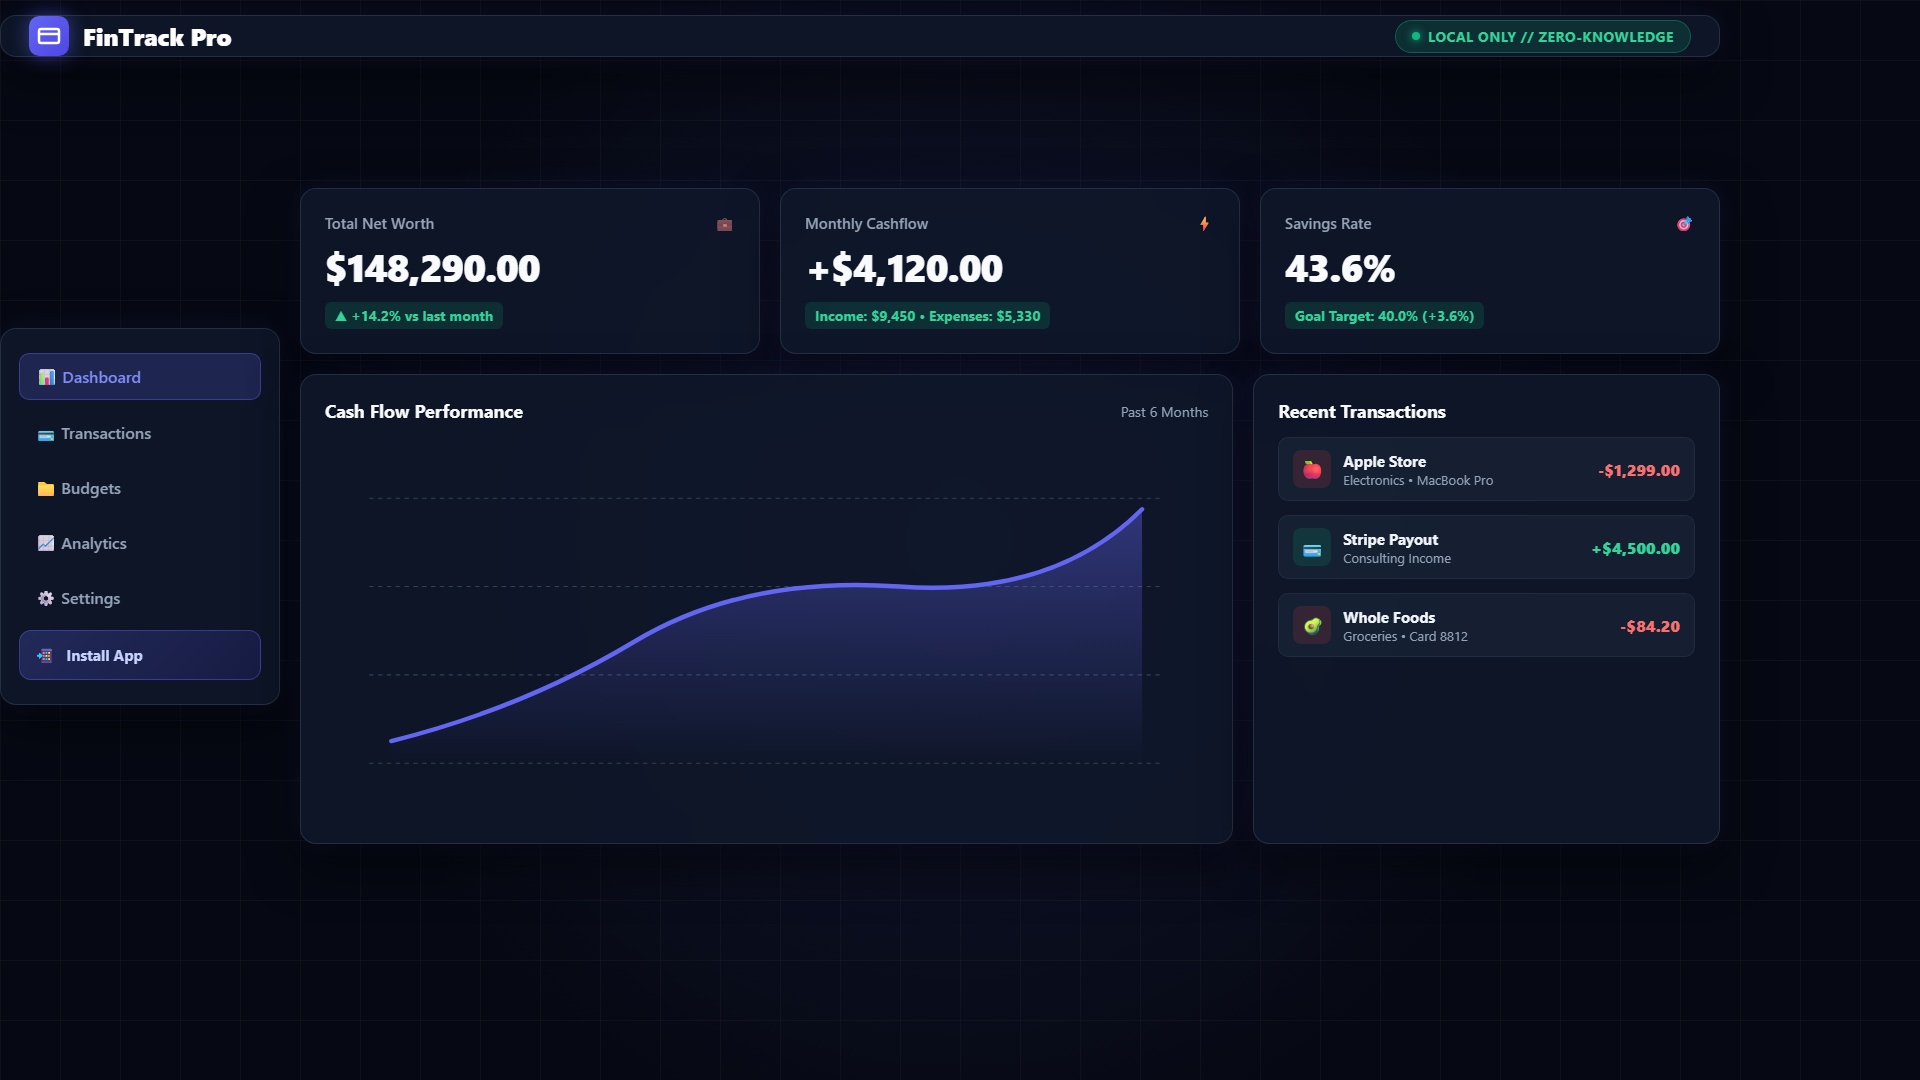 FinTrack Pro
LOCAL ONLY // ZERO-KNOWLEDGE
Dashboard
Transactions
Budgets
Analytics
Settings
Install App
Total Net Worth
$148,290.00
▲ +14.2% vs last month
Monthly Cashflow
+$4,120.00
Income: $9,450 • Expenses: $5,330
Savings Rate
43.6%
Goal Target: 40.0% (+3.6%)
Cash Flow Performance
Past 6 Months
Recent Transactions
Apple Store
Electronics • MacBook Pro
-$1,299.00
Stripe Payout
Consulting Income
+$4,500.00
Whole Foods
Groceries • Card 8812
-$84.20